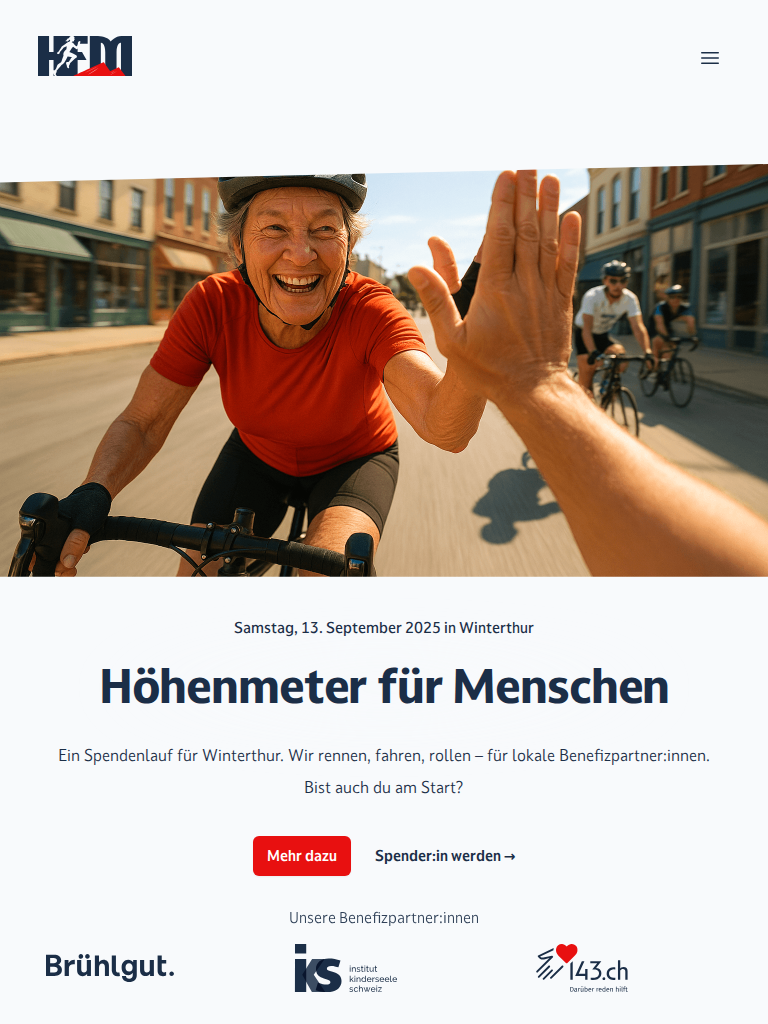 HFM
Samstag, 13. September 2025 in Winterthur
Höhenmeter für Menschen
Ein Spendenlauf für Winterthur. Wir rennen, fahren, rollen – für lokale Benefizpartner:innen.
Bist auch du am Start?
Mehr dazu
Spender:in werden →
Unsere Benefizpartner:innen
Brühlgut.
iks institut
kinderseele
schweiz
143.ch
Darüber reden hilft